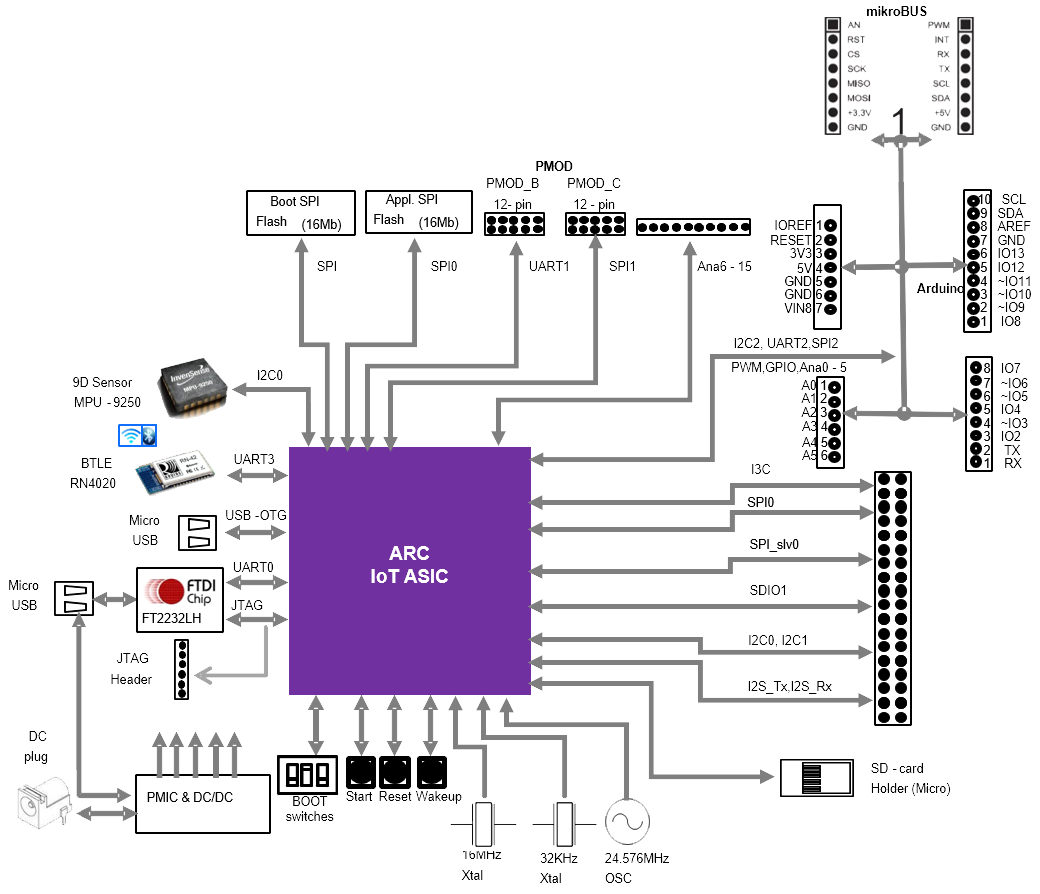 mikroBUS
AN PWM
RST INT
CS RX
SCK TX
MISO SCL
MOSI SDA
+3.3V +5V
GND GND
1
PMOD
PMOD_B PMOD_C
12- pin 12 - pin
Boot SPI
Flash (16Mb)
Appl. SPI
Flash (16Mb)
SPI
SPI0
UART1
SPI1
Ana6 - 15
IOREF 1
RESET 2
3V3 3
5V 4
GND 5
GND 6
VIN8 7
Arduino
10 SCL
9 SDA
8 AREF
7 GND
6 IO13
5 IO12
4 ~IO11
3 ~IO10
2 ~IO9
1 IO8
I2C2, UART2,SPI2
PWM,GPIO,Ana0 - 5
A0 1
A1 2
A2 3
A3 4
A4 5
A5 6
8 IO7
7 ~IO6
6 ~IO5
5 IO4
4 ~IO3
3 IO2
2 TX
1 RX
9D Sensor
MPU - 9250
InvenSense
MPU-9250
I2C0
BTLE
RN4020
RN-42
UART3
Micro
USB
USB -OTG
Micro
USB
FTDI
Chip
FT2232LH
UART0
JTAG
JTAG
Header
ARC
IoT ASIC
I3C
SPI0
SPI_slv0
SDIO1
I2C0, I2C1
I2S_Tx,I2S_Rx
DC
plug
PMIC & DC/DC
BOOT
switches
Start Reset Wakeup
16MHz
Xtal
32KHz
Xtal
24.576MHz
OSC
SD - card
Holder (Micro)